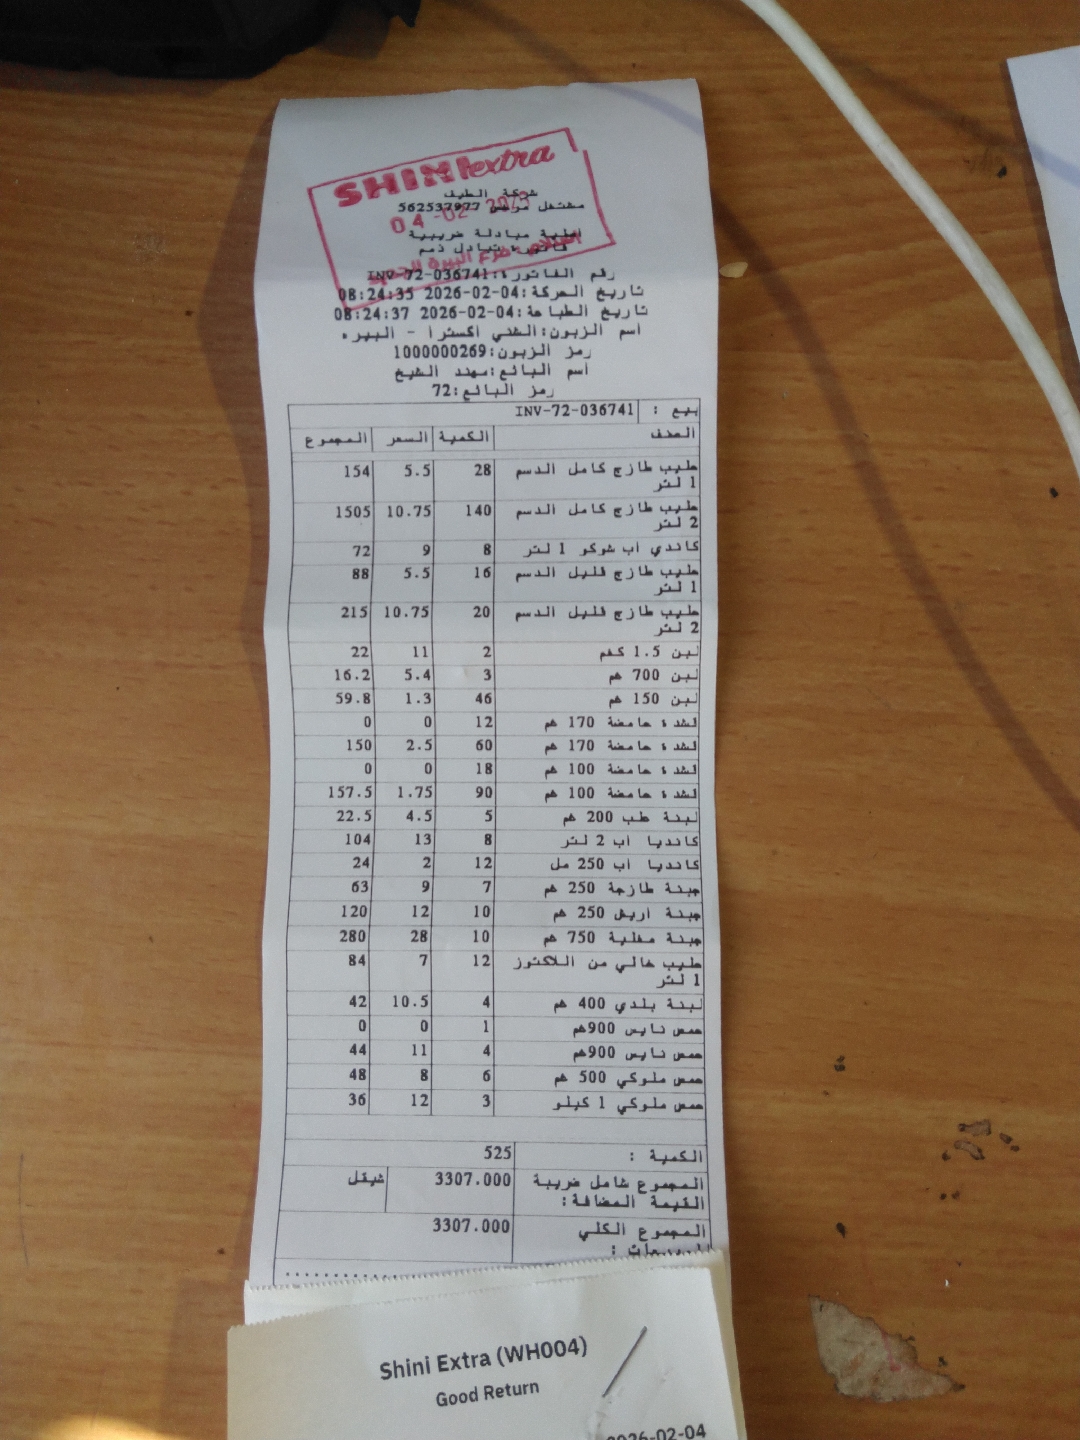 SHINI extra
شركة الطيف
مشتغل مرخص 562537977
04-02-
مبادلة ضريبية
فاتورة تبادل ذمم
فرع البيرة
رقم الفاتورة:INV-72-036741
تاريخ الحركة:2026-02-04 08:24:35
تاريخ الطباعة:2026-02-04 08:24:37
اسم الزبون:الشني اكسترا - البيره
رمز الزبون:1000000269
اسم البائع:مهند الشيخ
رمز البائع:72
بيع : INV-72-036741
الصنف الكمية السعر المجموع
حليب طازج كامل الدسم 28 5.5 154
1 لتر
حليب طازج كامل الدسم 140 10.75 1505
2 لتر
كاندي اب شوكو 1 لتر 8 9 72
حليب طازج قليل الدسم 16 5.5 88
1 لتر
حليب طازج قليل الدسم 20 10.75 215
2 لتر
لبن 1.5 كغم 2 11 22
لبن 700 غم 3 5.4 16.2
لبن 150 غم 46 1.3 59.8
قشدة حامضة 170 غم 12 0 0
قشدة حامضة 170 غم 60 2.5 150
قشدة حامضة 100 غم 18 0 0
قشدة حامضة 100 غم 90 1.75 157.5
لبنة علب 200 غم 5 4.5 22.5
كانديا اب 2 لتر 8 13 104
كانديا اب 250 مل 12 2 24
جبنة طازجة 250 غم 7 9 63
جبنة اريش 250 غم 10 12 120
جبنة مغلية 750 غم 10 28 280
حليب خالي من اللاكتوز 12 7 84
1 لتر
لبنة بلدي 400 غم 4 10.5 42
حمص نايس 900غم 1 0 0
حمص نايس 900غم 4 11 44
حمص ملوكي 500 غم 6 8 48
حمص ملوكي 1 كيلو 3 12 36
الكمية : 525
المجموع شامل ضريبة 3307.000 شيقل
القيمة المضافة:
المجموع الكلي 3307.000
Shini Extra (WH004)
Good Return
2026-02-04